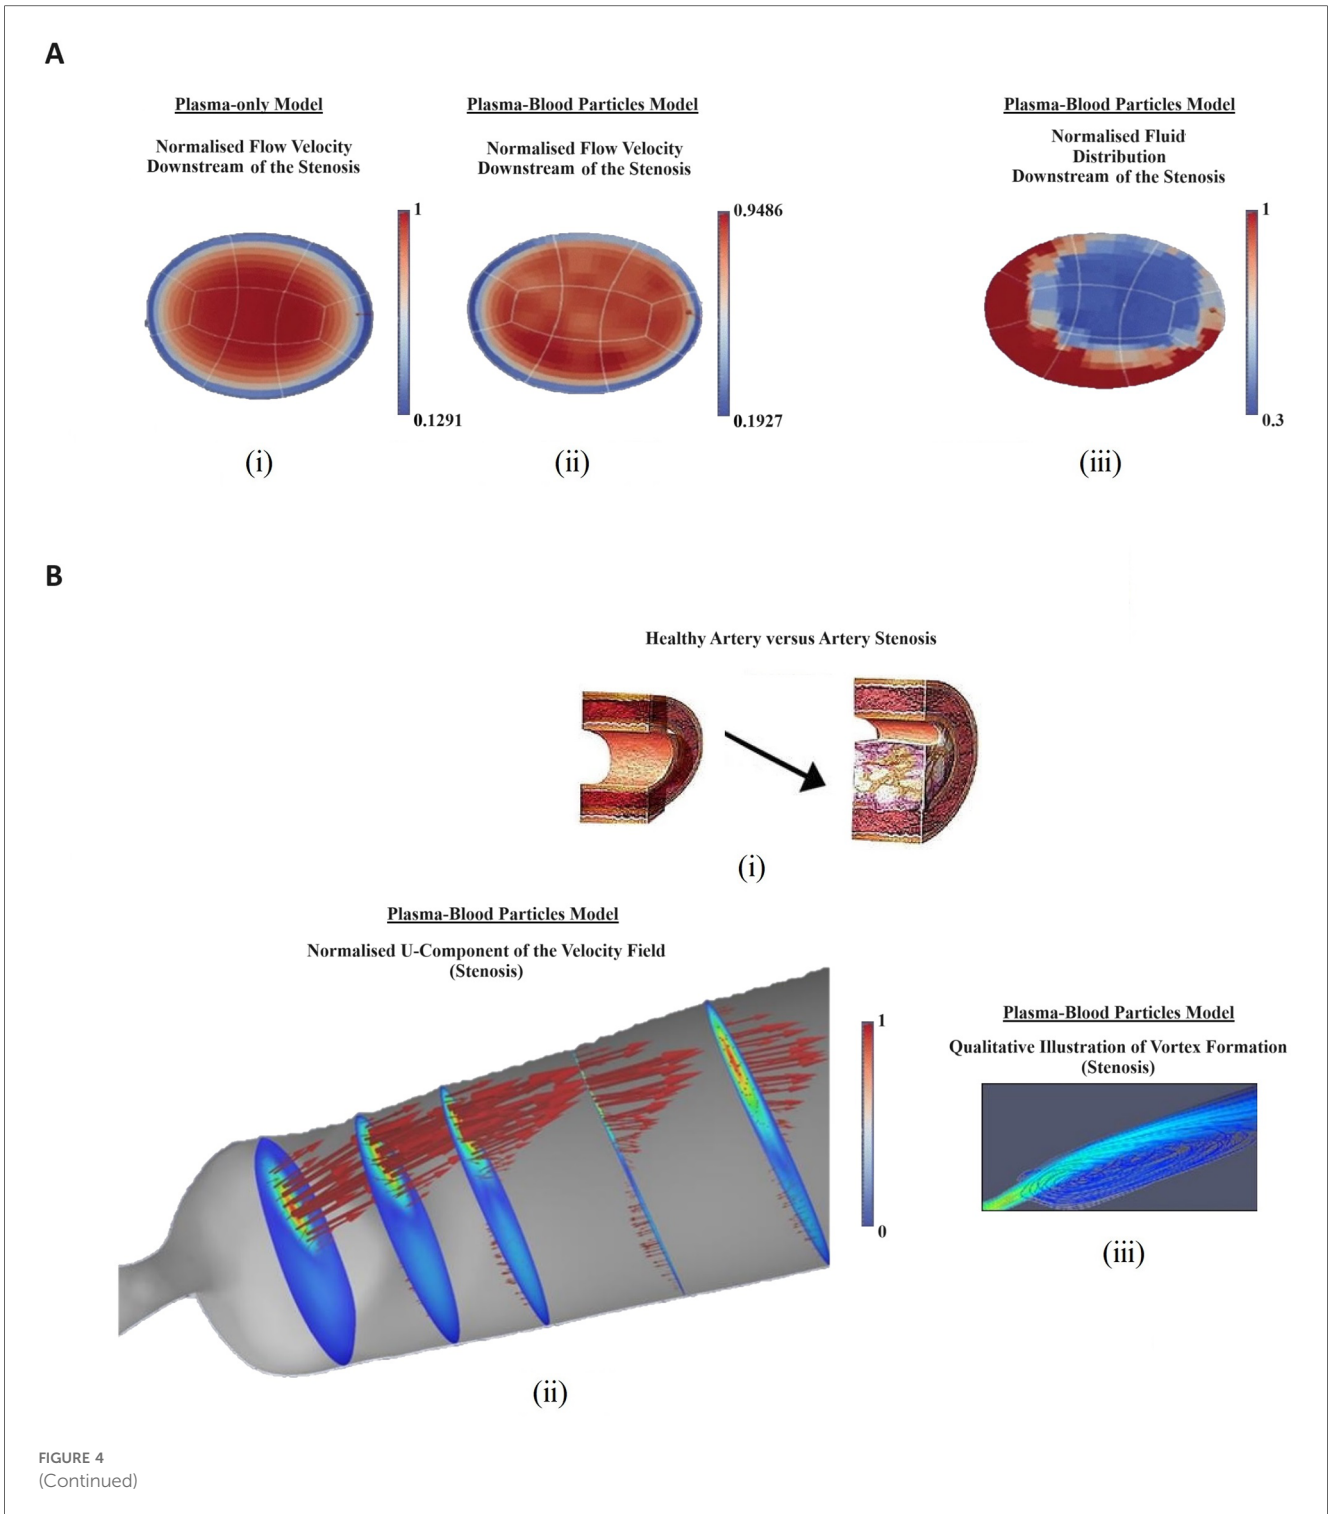 A
Plasma-only Model
Normalised Flow Velocity
Downstream of the Stenosis
1
0.1291
(i)
Plasma-Blood Particles Model
Normalised Flow Velocity
Downstream of the Stenosis
0.9486
0.1927
(ii)
Plasma-Blood Particles Model
Normalised Fluid
Distribution
Downstream of the Stenosis
1
0.3
(iii)
B
Healthy Artery versus Artery Stenosis
(i)
Plasma-Blood Particles Model
Normalised U-Component of the Velocity Field
(Stenosis)
1
0
(ii)
Plasma-Blood Particles Model
Qualitative Illustration of Vortex Formation
(Stenosis)
(iii)
FIGURE 4
(Continued)